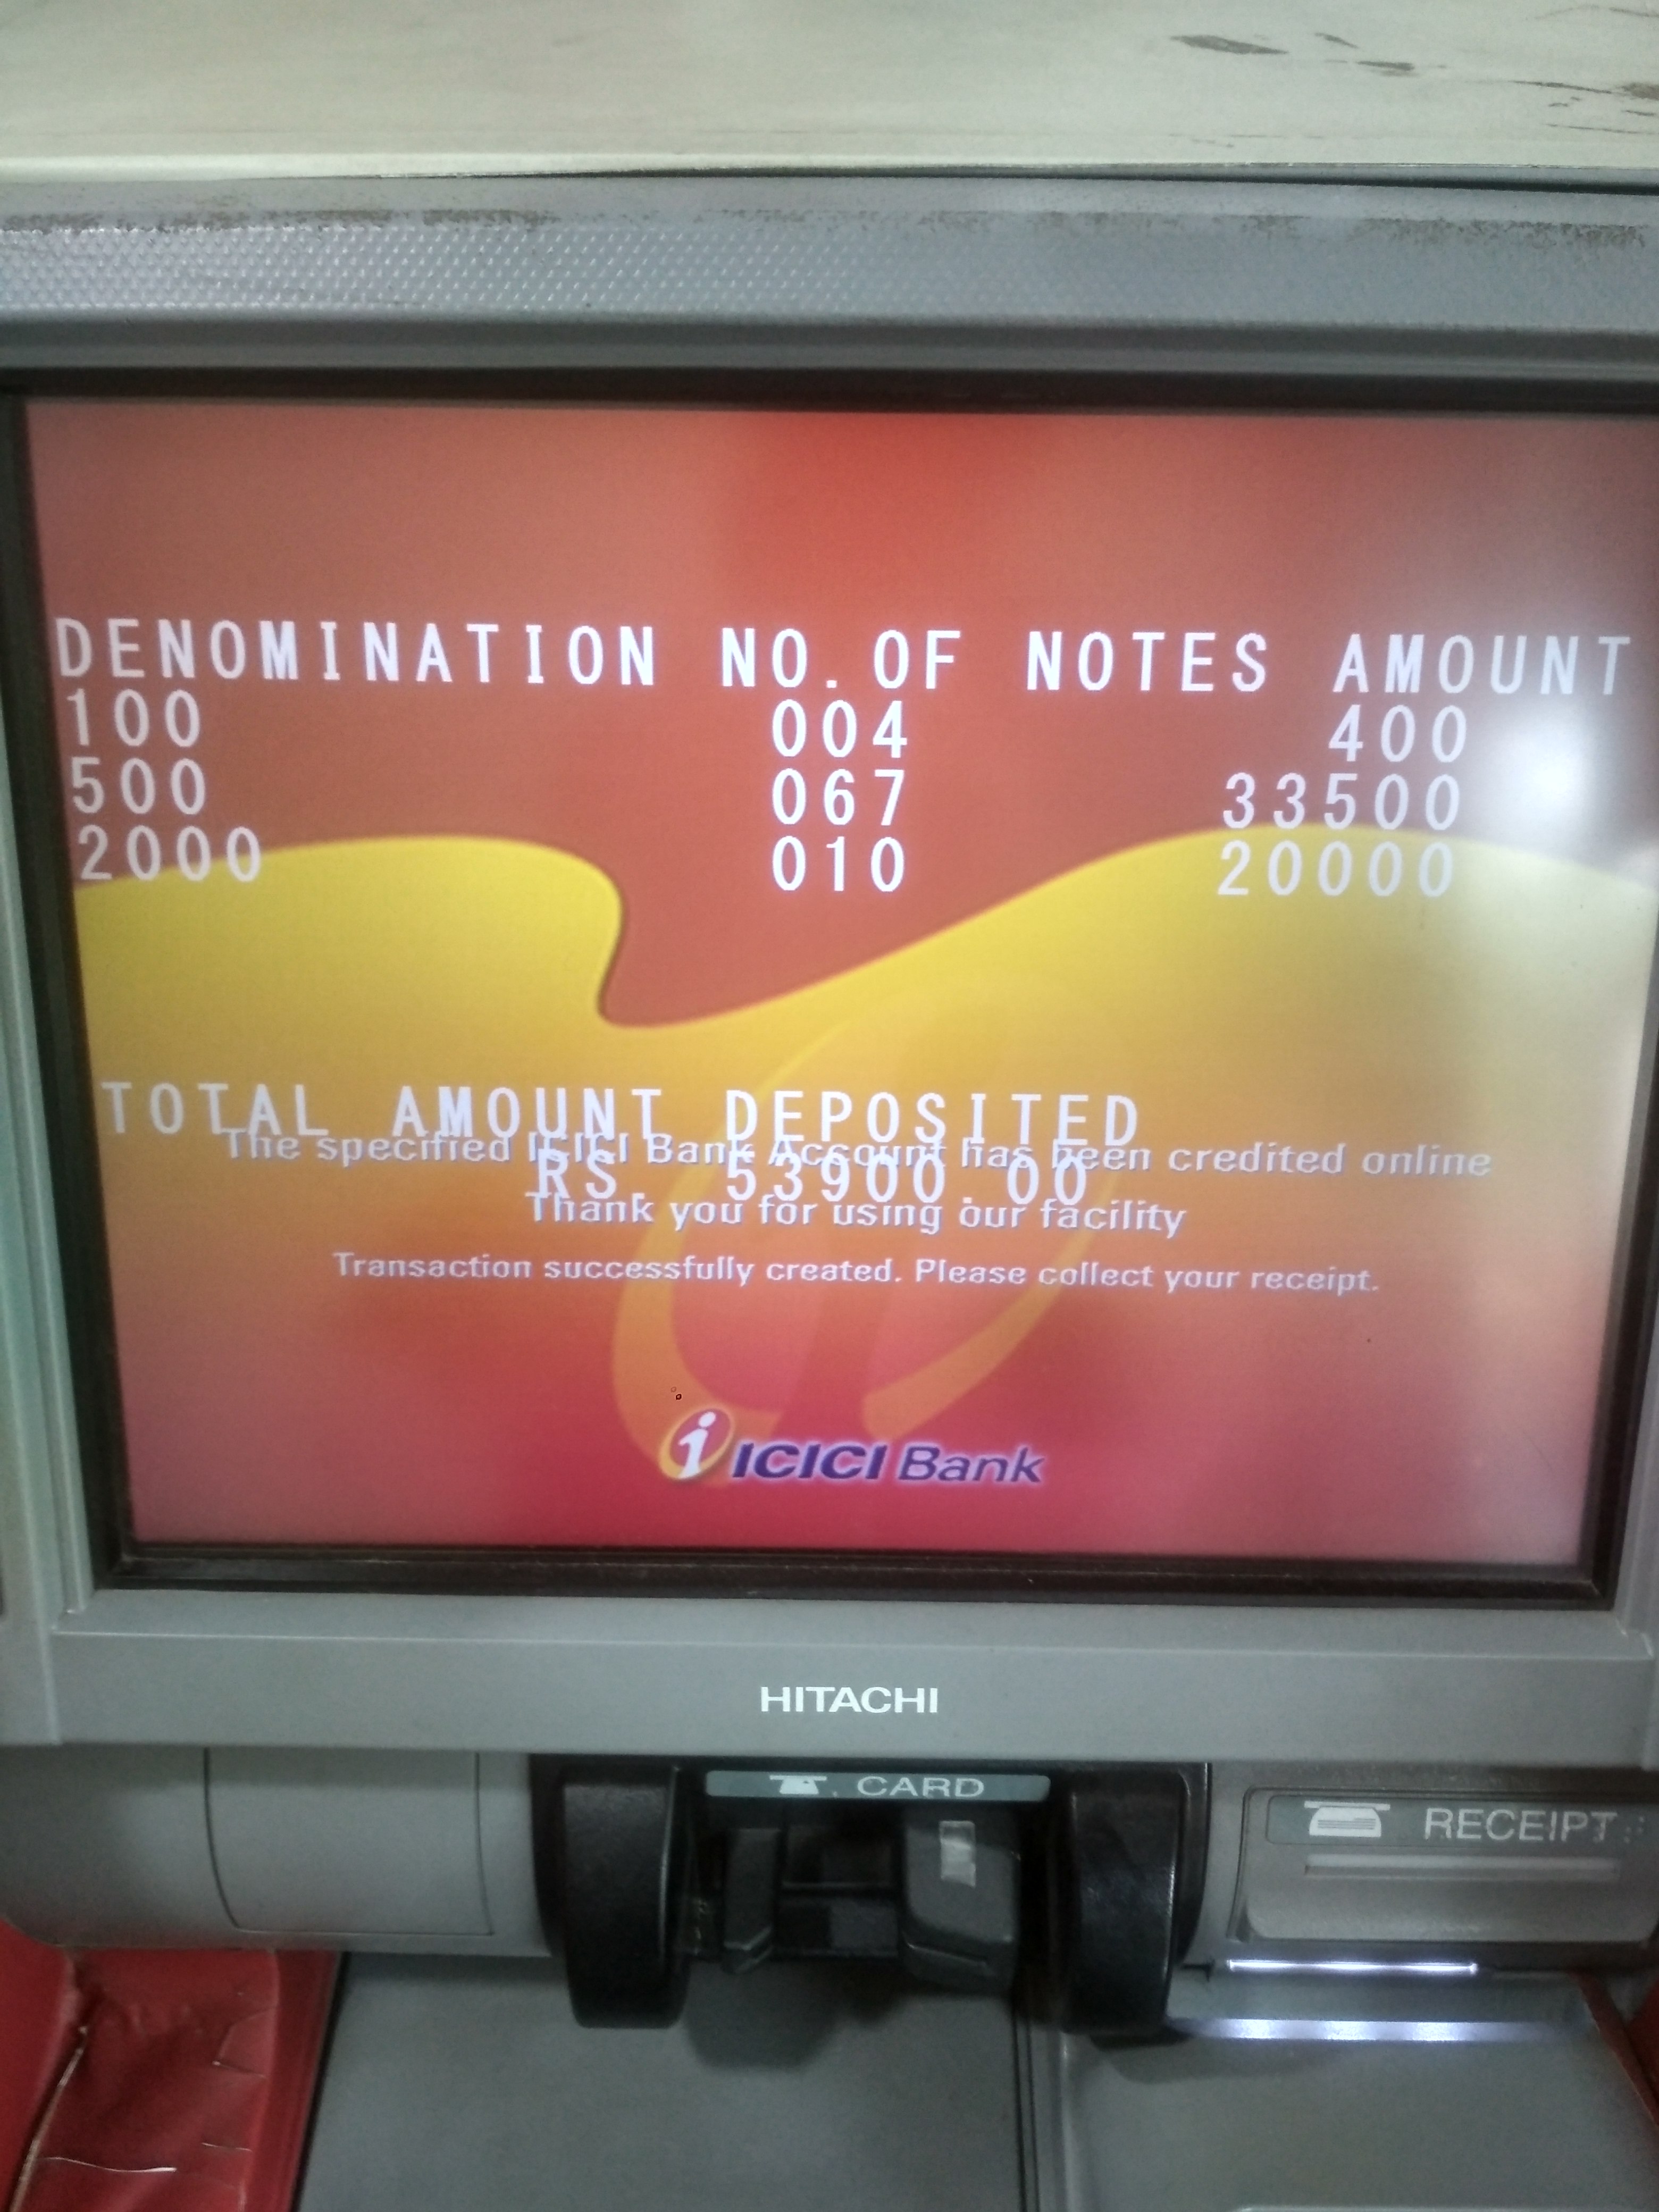 DENOMINATION NO.OF NOTES AMOUNT
100 004 400
500 067 33500
2000 010 20000
TOTAL AMOUNT DEPOSITED
The specified ICICI Bank Account has been credited online
RS. 53900.00
Thank you for using our facility
Transaction successfully created. Please collect your receipt.
i ICICI Bank
HITACHI
CARD
RECEIPT